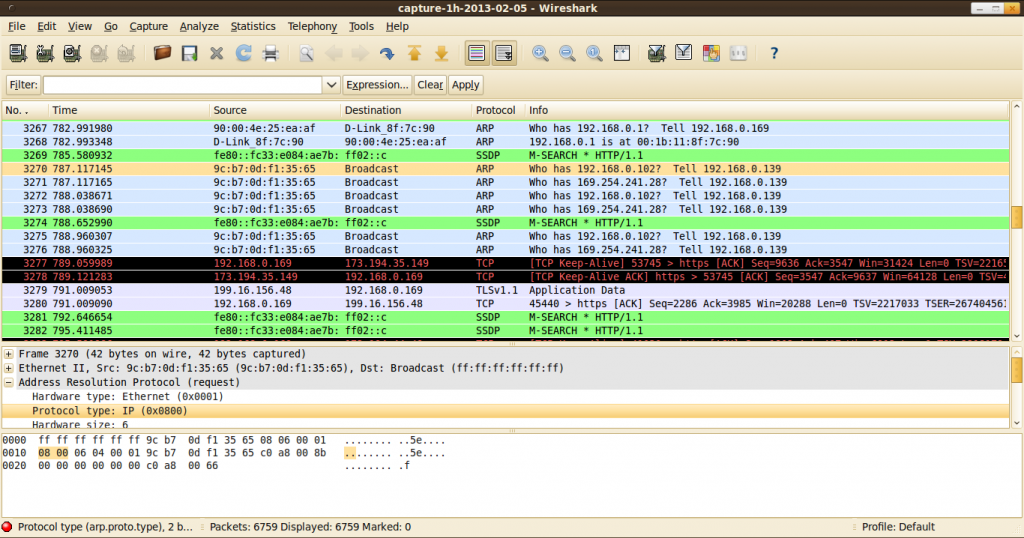 capture-1h-2013-02-05 - Wireshark
File Edit View Go Capture Analyze Statistics Telephony Tools Help
Filter: Expression... Clear Apply
No. . Time Source Destination Protocol Info
3267 782.991980 90:00:4e:25:ea:af D-Link_8f:7c:90 ARP Who has 192.168.0.1? Tell 192.168.0.169
3268 782.993348 D-Link_8f:7c:90 90:00:4e:25:ea:af ARP 192.168.0.1 is at 00:1b:11:8f:7c:90
3269 785.580932 fe80::fc33:e084:ae7b: ff02::c SSDP M-SEARCH * HTTP/1.1
3270 787.117145 9c:b7:0d:f1:35:65 Broadcast ARP Who has 192.168.0.102? Tell 192.168.0.139
3271 787.117165 9c:b7:0d:f1:35:65 Broadcast ARP Who has 169.254.241.28? Tell 192.168.0.139
3272 788.038671 9c:b7:0d:f1:35:65 Broadcast ARP Who has 192.168.0.102? Tell 192.168.0.139
3273 788.038690 9c:b7:0d:f1:35:65 Broadcast ARP Who has 169.254.241.28? Tell 192.168.0.139
3274 788.652990 fe80::fc33:e084:ae7b: ff02::c SSDP M-SEARCH * HTTP/1.1
3275 788.960307 9c:b7:0d:f1:35:65 Broadcast ARP Who has 192.168.0.102? Tell 192.168.0.139
3276 788.960325 9c:b7:0d:f1:35:65 Broadcast ARP Who has 169.254.241.28? Tell 192.168.0.139
3277 789.059989 192.168.0.169 173.194.35.149 TCP [TCP Keep-Alive] 53745 > https [ACK] Seq=9636 Ack=3547 Win=31424 Len=0 TSV=22165
3278 789.121283 173.194.35.149 192.168.0.169 TCP [TCP Keep-Alive ACK] https > 53745 [ACK] Seq=3547 Ack=9637 Win=64128 Len=0 TSV=
3279 791.009053 199.16.156.48 192.168.0.169 TLSv1.1 Application Data
3280 791.009090 192.168.0.169 199.16.156.48 TCP 45440 > https [ACK] Seq=2286 Ack=3985 Win=20288 Len=0 TSV=2217033 TSER=267404561
3281 792.646654 fe80::fc33:e084:ae7b: ff02::c SSDP M-SEARCH * HTTP/1.1
3282 795.411485 fe80::fc33:e084:ae7b: ff02::c SSDP M-SEARCH * HTTP/1.1
Frame 3270 (42 bytes on wire, 42 bytes captured)
Ethernet II, Src: 9c:b7:0d:f1:35:65 (9c:b7:0d:f1:35:65), Dst: Broadcast (ff:ff:ff:ff:ff:ff)
Address Resolution Protocol (request)
Hardware type: Ethernet (0x0001)
Protocol type: IP (0x0800)
Hardware size: 6
0000 ff ff ff ff ff ff 9c b7 0d f1 35 65 08 06 00 01 ........ ..5e....
0010 08 00 06 04 00 01 9c b7 0d f1 35 65 c0 a8 00 8b ........ ..5e....
0020 00 00 00 00 00 00 c0 a8 00 66 ........ .f
Protocol type (arp.proto.type), 2 b... Packets: 6759 Displayed: 6759 Marked: 0 Profile: Default